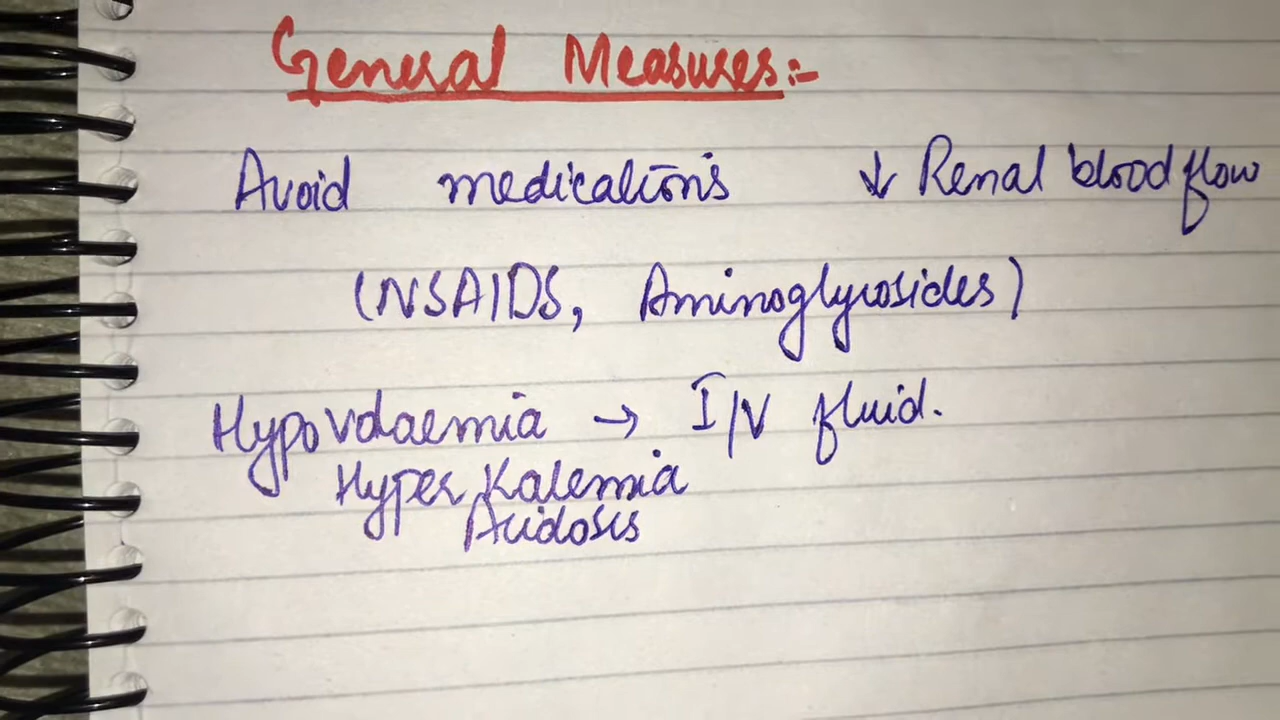 General Measures:-
Avoid medications ↓ Renal blood flow
(NSAIDS, Aminoglycosides)
Hypovolaemia → I/V fluid.
Hyper Kalemia
Acidosis